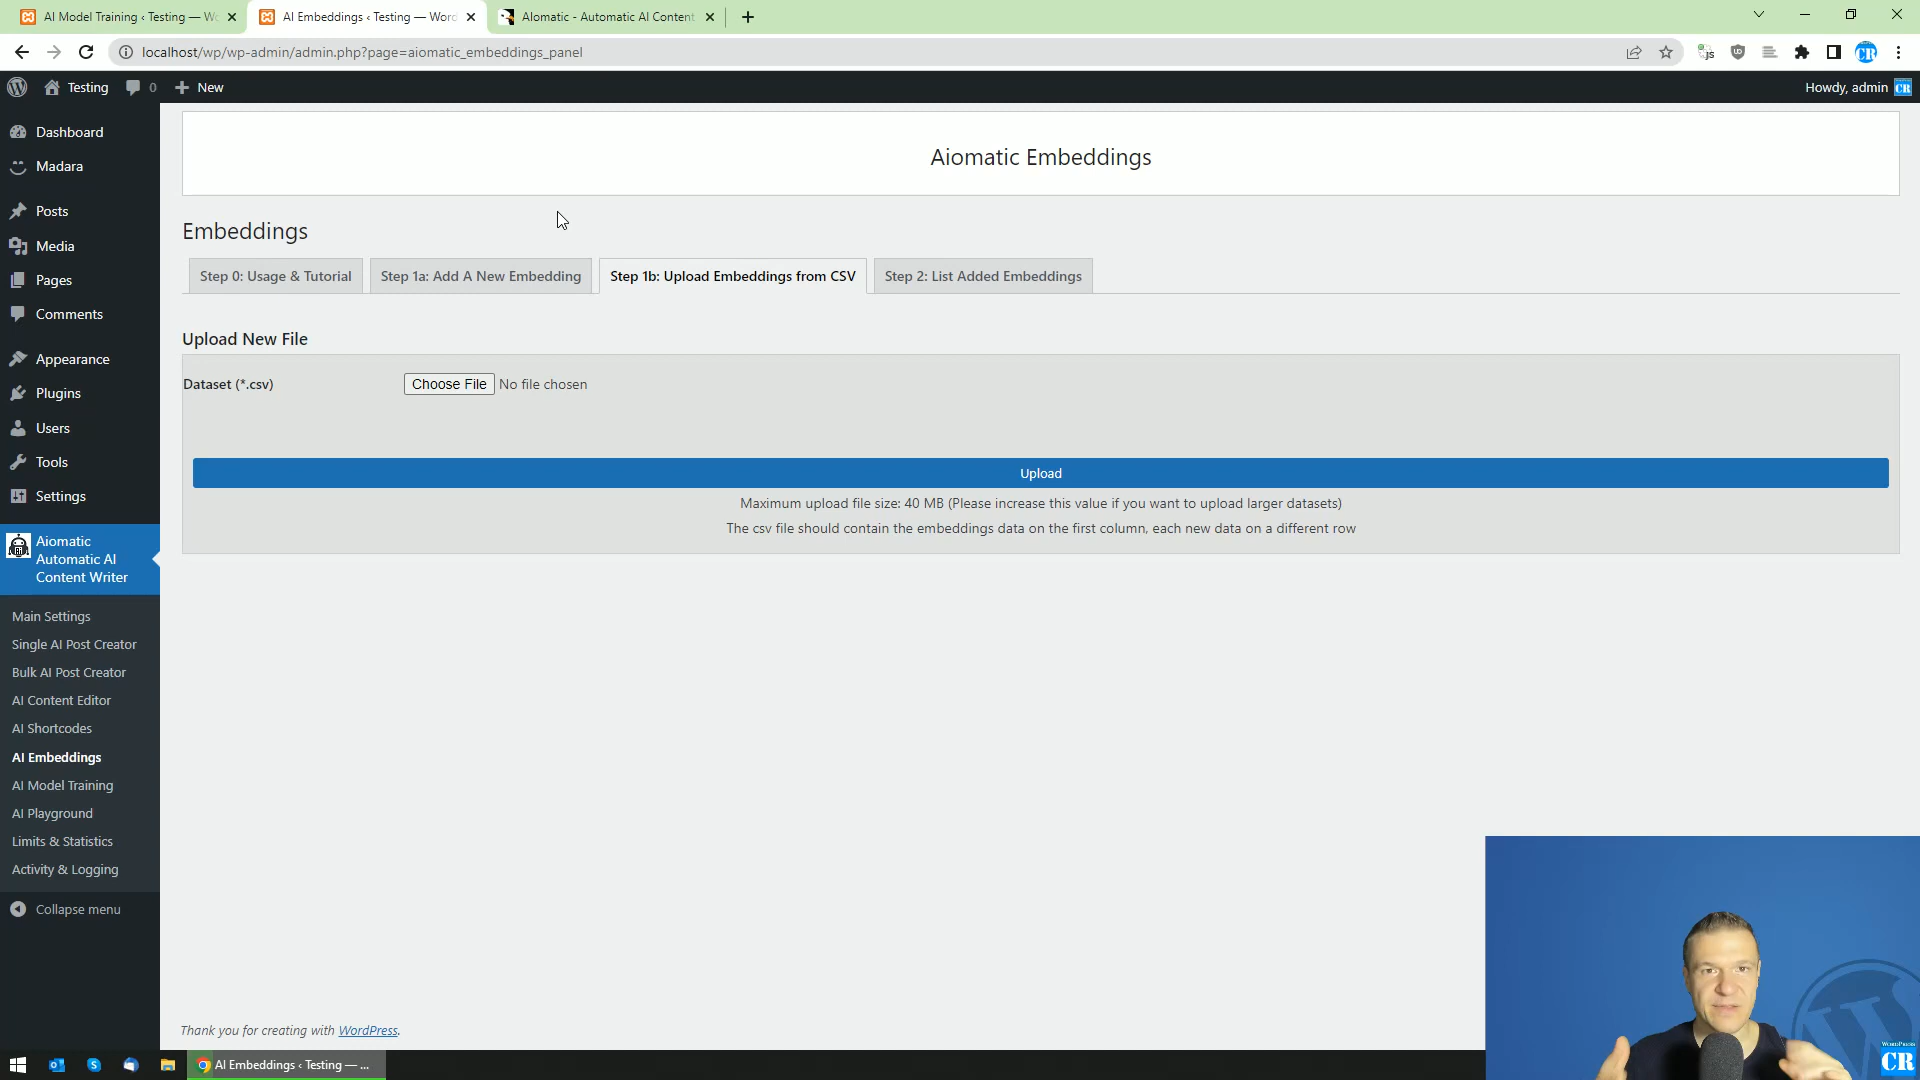 AI Model Training ‹ Testing — Wo
AI Embeddings ‹ Testing — Word
AIomatic - Automatic AI Content
localhost/wp/wp-admin/admin.php?page=aiomatic_embeddings_panel
Testing
0
New
Howdy, admin
CR
Dashboard
Madara
Posts
Media
Pages
Comments
Appearance
Plugins
Users
Tools
Settings
Aiomatic
Automatic AI
Content Writer
Main Settings
Single AI Post Creator
Bulk AI Post Creator
AI Content Editor
AI Shortcodes
AI Embeddings
AI Model Training
AI Playground
Limits & Statistics
Activity & Logging
Collapse menu
Aiomatic Embeddings
Embeddings
Step 0: Usage & Tutorial
Step 1a: Add A New Embedding
Step 1b: Upload Embeddings from CSV
Step 2: List Added Embeddings
Upload New File
Dataset (*.csv)
Choose File
No file chosen
Upload
Maximum upload file size: 40 MB (Please increase this value if you want to upload larger datasets)
The csv file should contain the embeddings data on the first column, each new data on a different row
Thank you for creating with WordPress.
AI Embeddings ‹ Testing — ...
WORDPRESS
CR